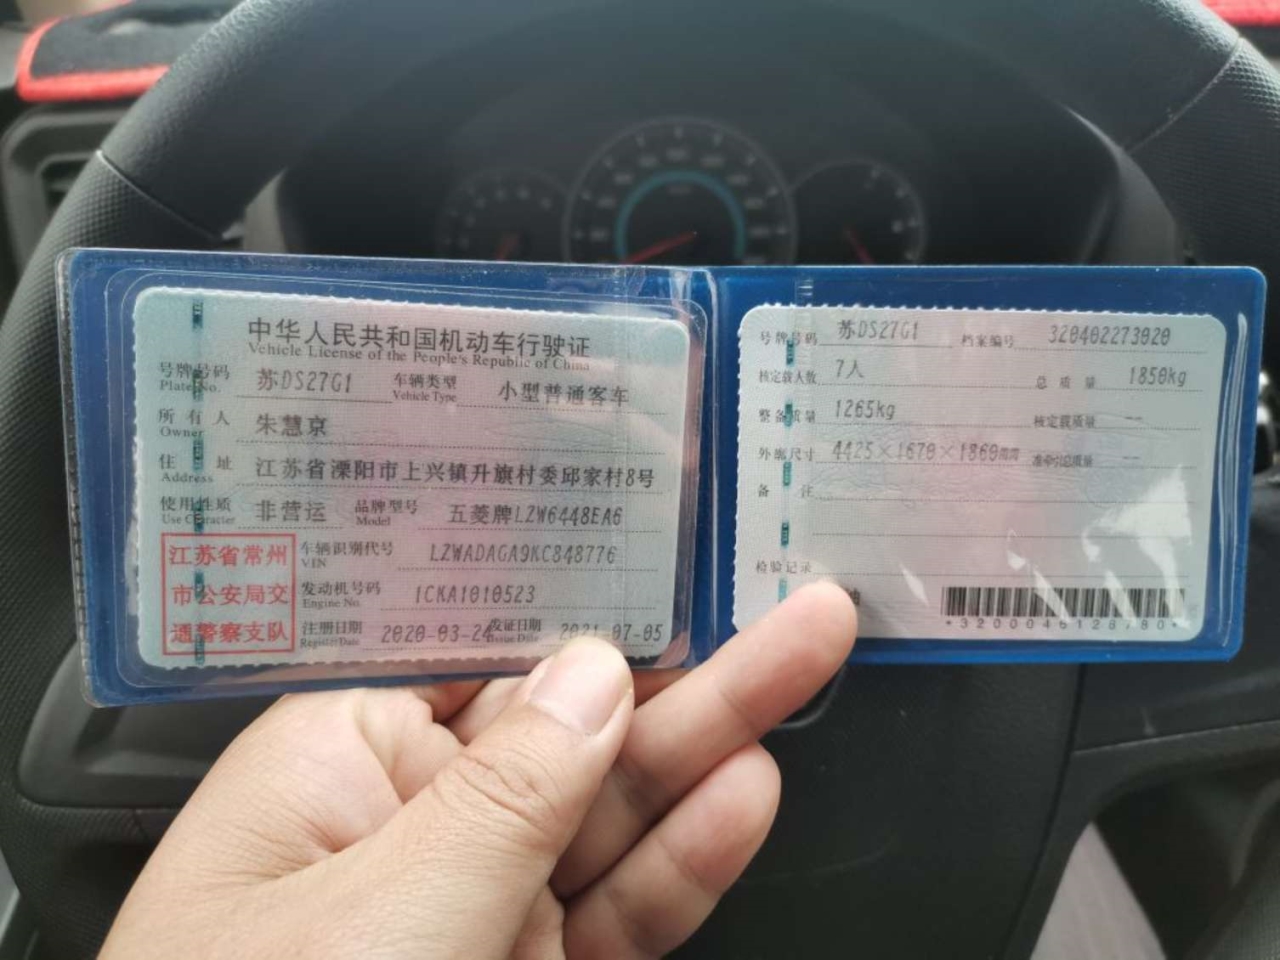 中华人民共和国机动车行驶证
Vehicle License of the People's Republic of China
号牌号码 苏DS27G1 车辆类型 小型普通客车
Plate No. Vehicle Type
所有人 朱慧京
Owner
住址 江苏省溧阳市上兴镇升旗村委邱家村8号
Address
使用性质 非营运 品牌型号 五菱牌LZW6448EA6
Use Character Model
江苏省常州
市公安局交
通警察支队
车辆识别代号 LZWADAGA9KC848776
VIN
发动机号码 ICKA1010523
Engine No.
注册日期 2020-03-24 发证日期 2021-07-05
Register Date Issue Date
号牌号码 苏DS27G1 档案编号 320402273020
核定载人数 7人 总质量 1850kg
整备质量 1265kg 核定载质量 --
外廓尺寸 4425×1670×1860mm 准牵引总质量 --
备注
检验记录
*3200046128780*